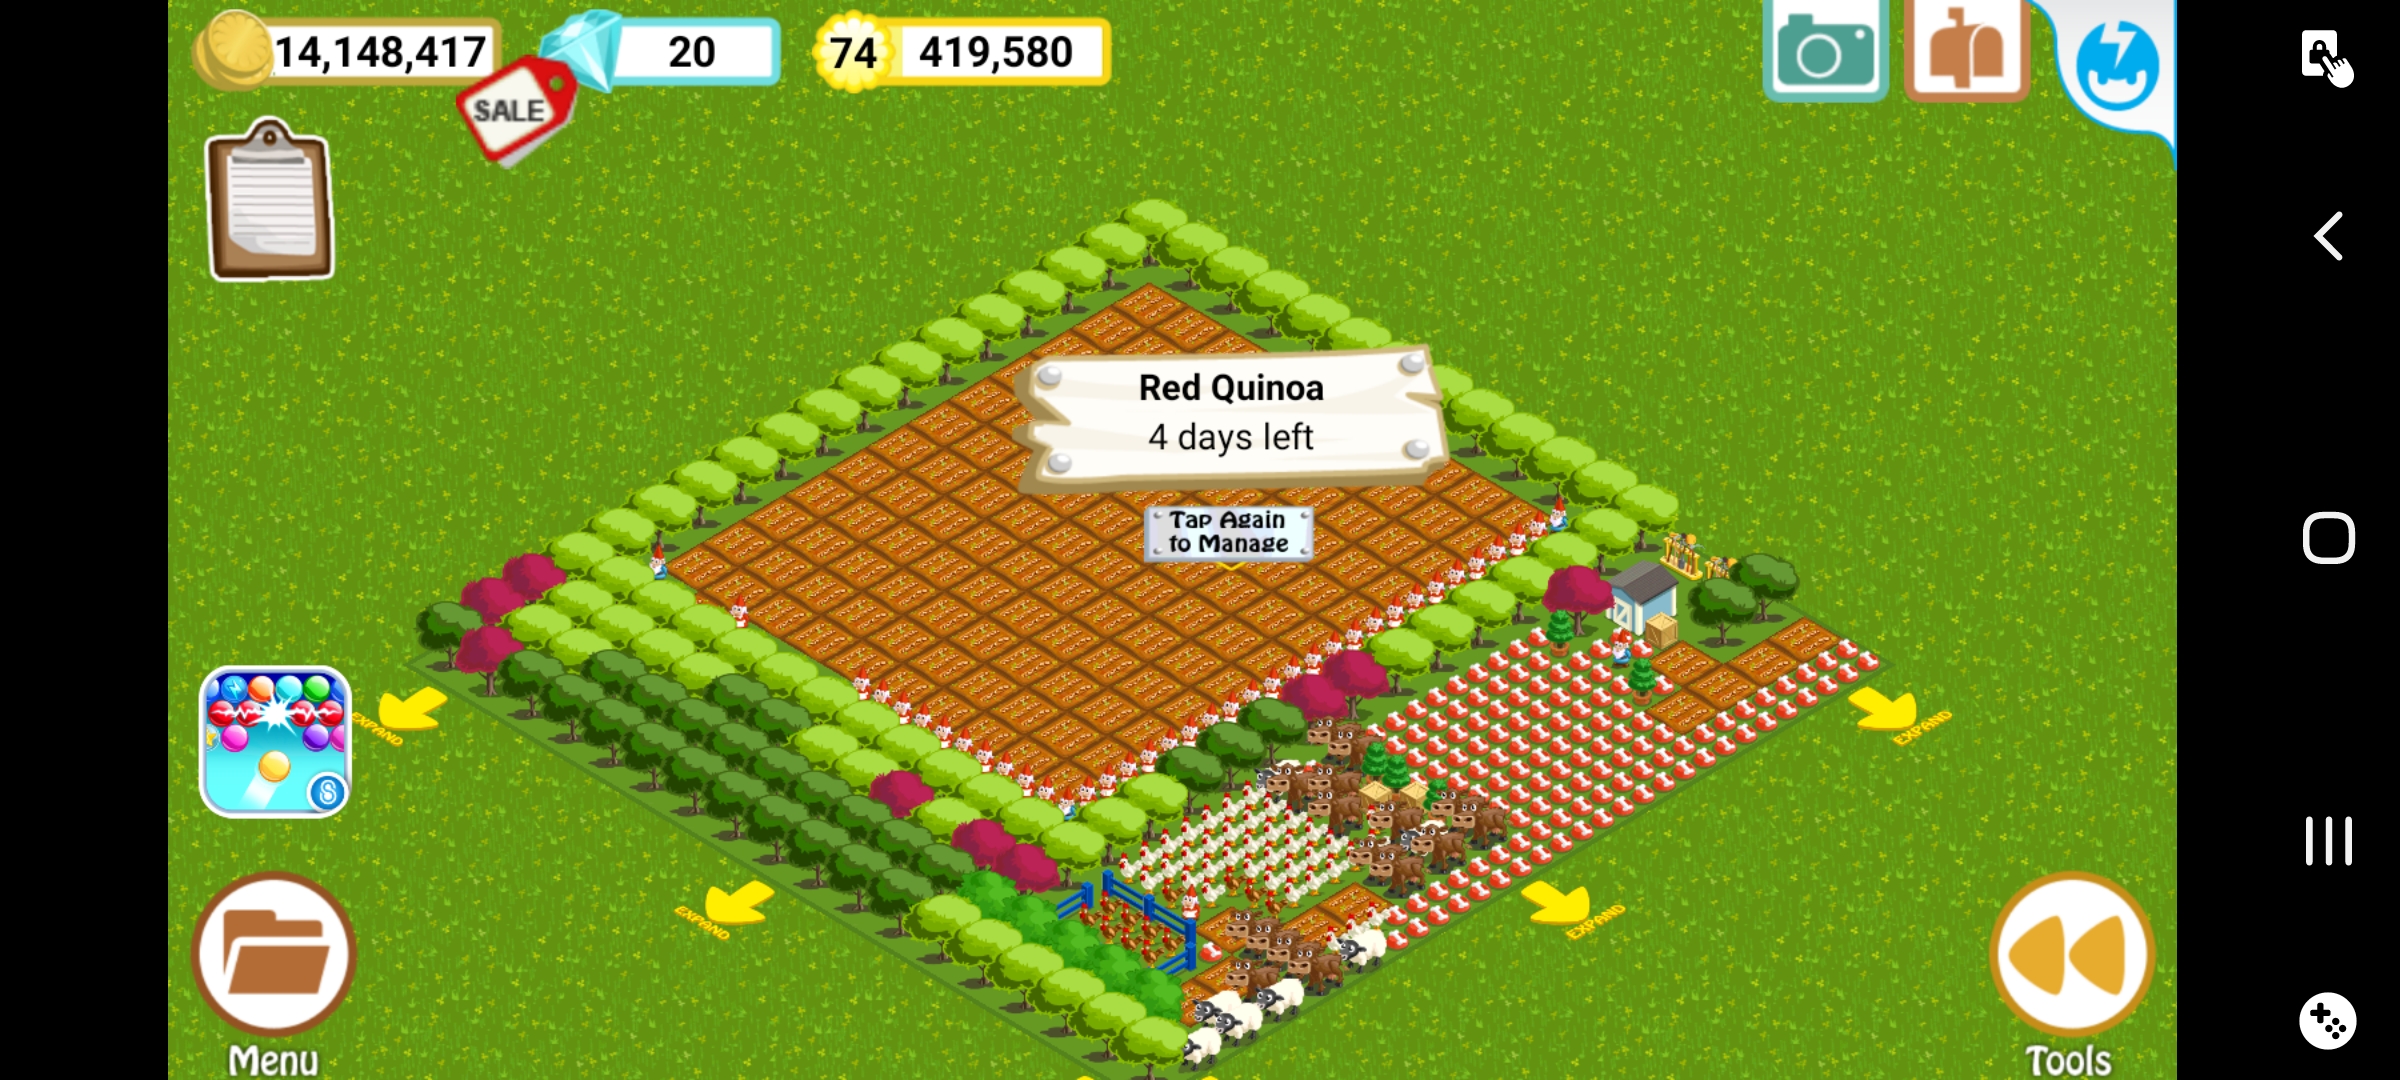 14,148,417
20
74
419,580
SALE
Red Quinoa
4 days left
Tap Again
to Manage
EXPAND
EXPAND
EXPAND
EXPAND
Menu
Tools